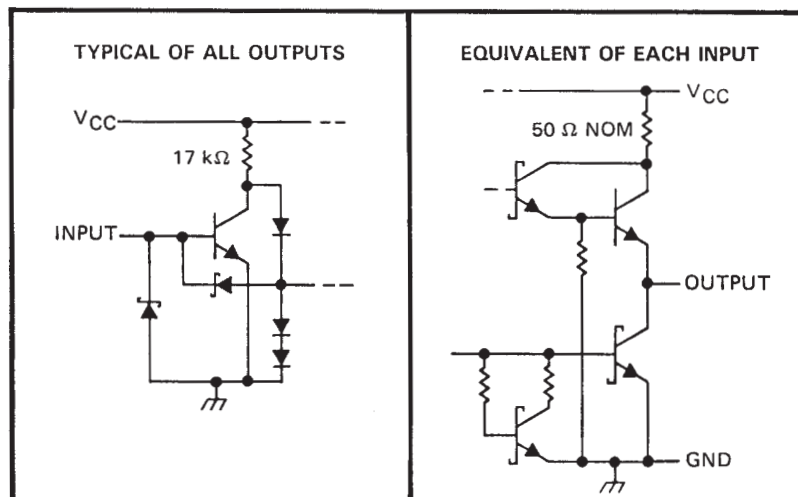 TYPICAL OF ALL OUTPUTS
VCC
17 kΩ
INPUT
EQUIVALENT OF EACH INPUT
VCC
50 Ω NOM
OUTPUT
GND